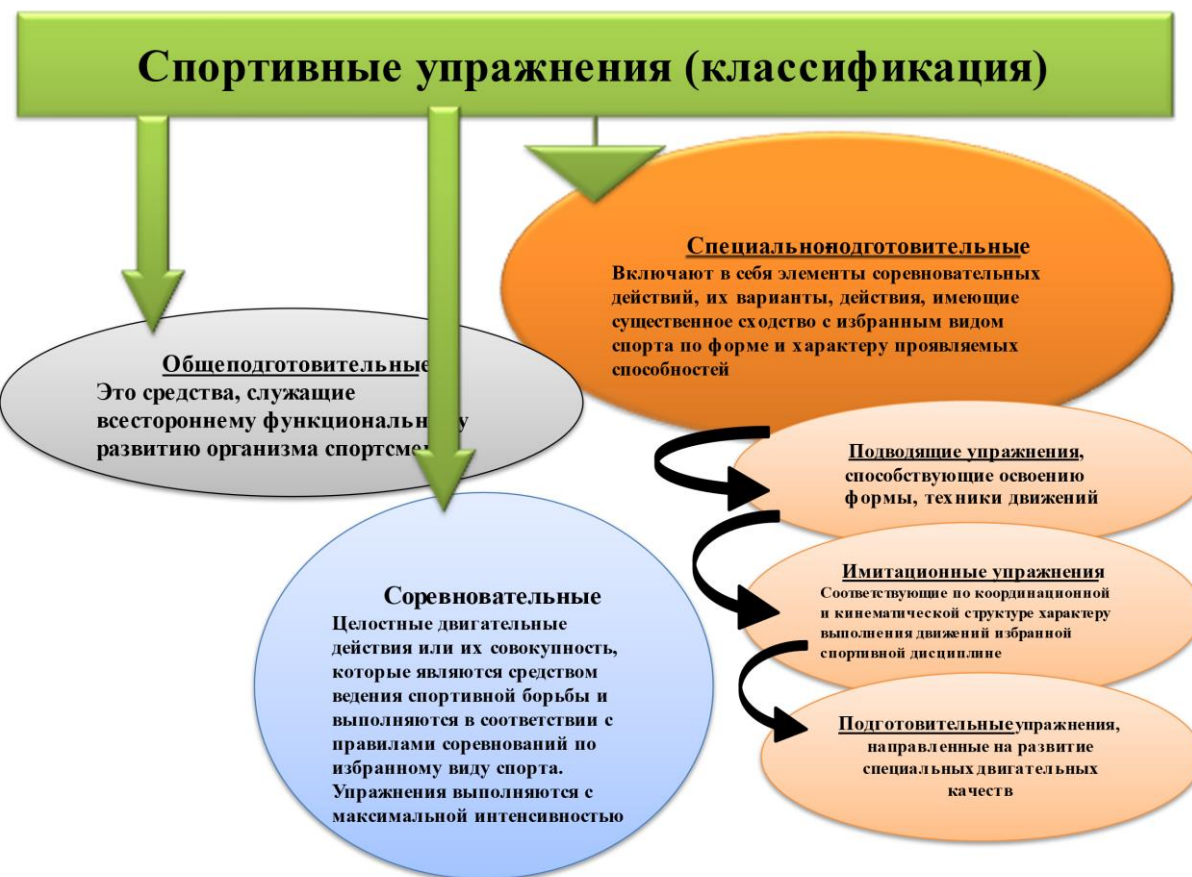 Спортивные упражнения (классификация)
Общеподготовительные
Это средства, служащие
всестороннему функциональному
развитию организма
Специально-подготовительные
Включают в себя элементы соревновательных
действий, их варианты, действия, имеющие
существенное сходство с избранным видом
спорта по форме и характеру проявляемых
способностей
Подводящие упражнения,
способствующие освоению
формы, техники движений
Имитационные упражнения
Соответствующие по координационной
и кинематической структуре характеру
выполнения движений избранной
спортивной дисциплине
Подготовительные упражнения,
направленные на развитие
специальных двигательных
качеств
Соревновательные
Целостные двигательные
действия или их совокупность,
которые являются средством
ведения спортивной борьбы и
выполняются в соответствии с
правилами соревнований по
избранному виду спорта.
Упражнения выполняются с
максимальной интенсивностью